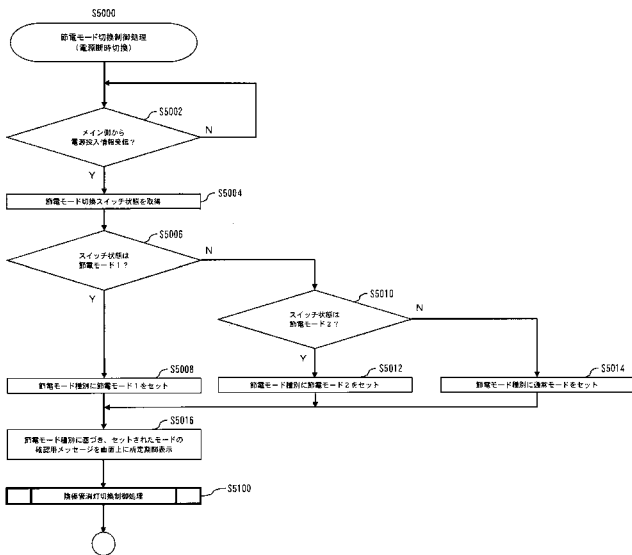 S5000
節電モード切換制御処理
(電源断時切換)
S5002
メイン側から
電源投入情報受信?
N
Y
S5004
節電モード切換スイッチ状態を取得
S5006
スイッチ状態は
節電モード1?
N
Y
S5010
スイッチ状態は
節電モード2?
N
Y
S5008
節電モード種別に節電モード1をセット
S5012
節電モード種別に節電モード2をセット
S5014
節電モード種別に通常モードをセット
S5016
節電モード種別に基づき、セットされたモードの
確認用メッセージを画面上に所定期間表示
S5100
陰極管消灯切換制御処理